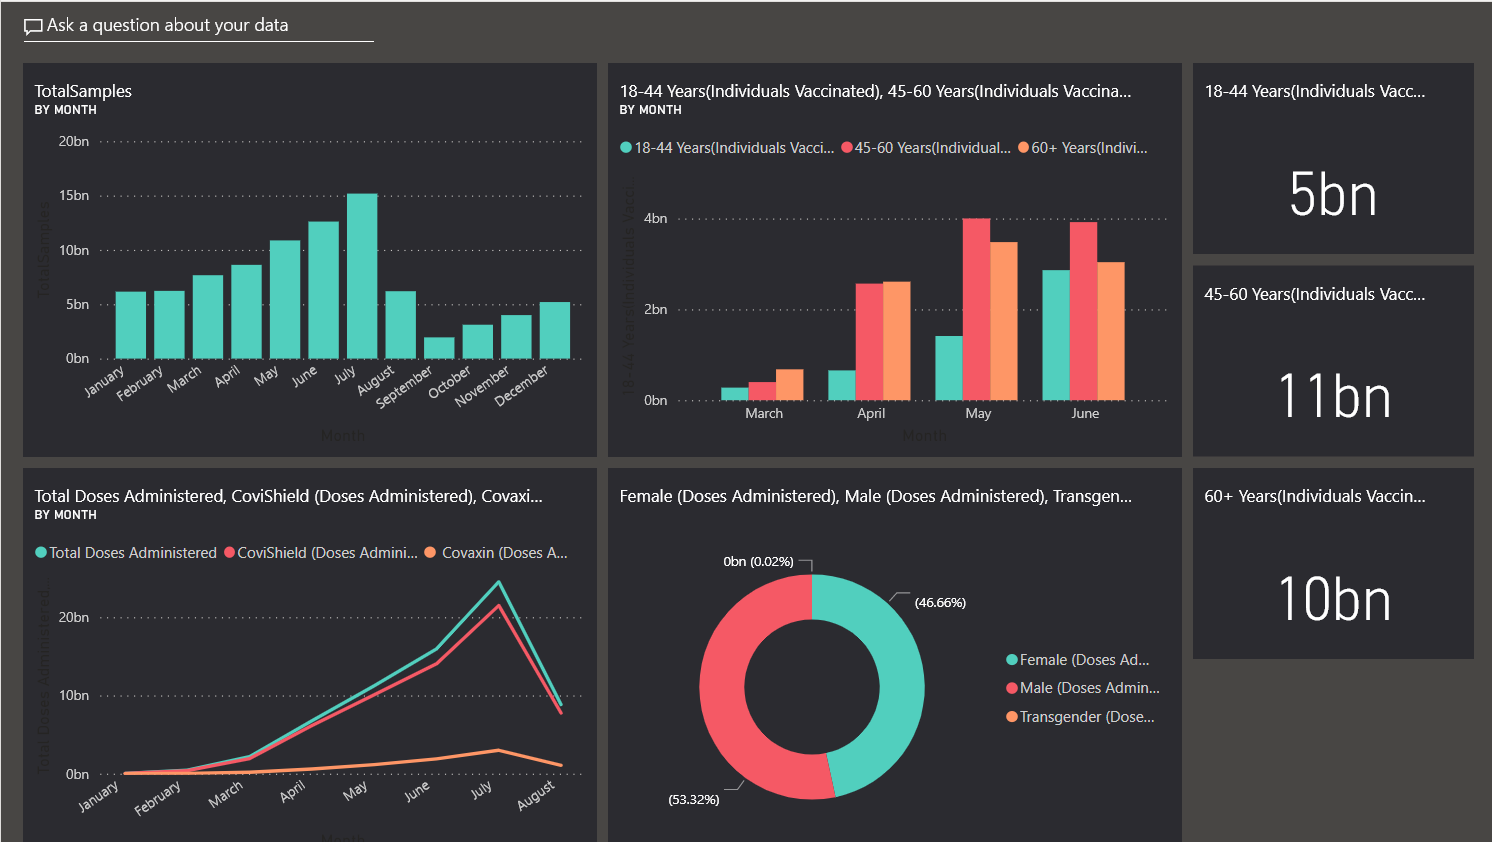 Ask a question about your data
TotalSamples
BY MONTH
20bn
15bn
10bn
5bn
0bn
TotalSamples
January
February
March
April
May
June
July
August
September
October
November
December
Month
18-44 Years(Individuals Vaccinated), 45-60 Years(Individuals Vaccina...
BY MONTH
18-44 Years(Individuals Vacci... 45-60 Years(Individual... 60+ Years(Indivi...
4bn
2bn
0bn
18-44 Years(Individuals Vacci...
March April May June
Month
18-44 Years(Individuals Vacc...
5bn
45-60 Years(Individuals Vacc...
11bn
Total Doses Administered, CoviShield (Doses Administered), Covaxi...
BY MONTH
Total Doses Administered CoviShield (Doses Admini... Covaxin (Doses A...
20bn
10bn
0bn
Total Doses Administered...
January
February
March
April
May
June
July
August
Month
Female (Doses Administered), Male (Doses Administered), Transgen...
0bn (0.02%)
(46.66%)
(53.32%)
Female (Doses Ad...
Male (Doses Admin...
Transgender (Dose...
60+ Years(Individuals Vaccin...
10bn